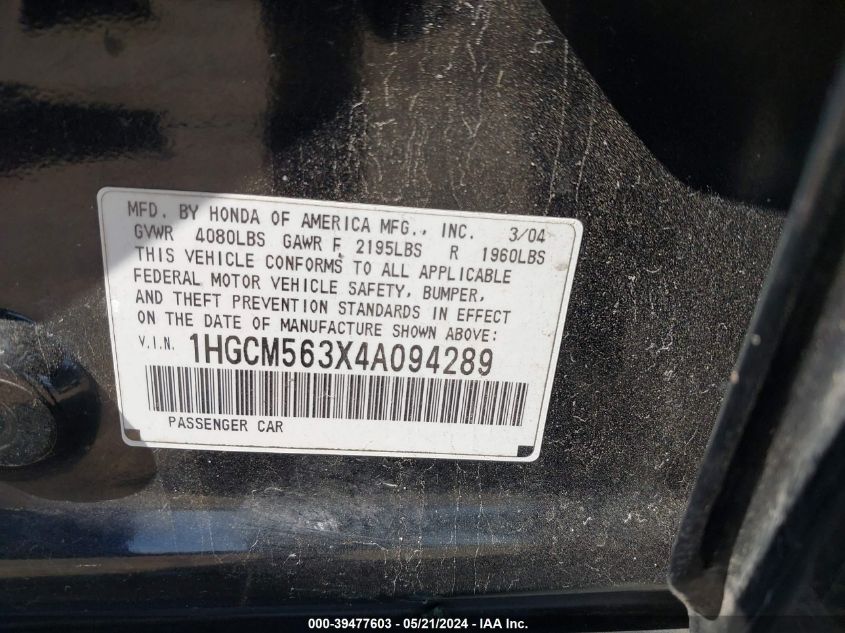 MFD. BY HONDA OF AMERICA MFG., INC. 3/04
GVWR 4080LBS GAWR F 2195LBS R 1960LBS
THIS VEHICLE CONFORMS TO ALL APPLICABLE
FEDERAL MOTOR VEHICLE SAFETY, BUMPER,
AND THEFT PREVENTION STANDARDS IN EFFECT
ON THE DATE OF MANUFACTURE SHOWN ABOVE:
V.I.N. 1HGCM563X4A094289
PASSENGER CAR
000-39477603 - 05/21/2024 - IAA Inc.